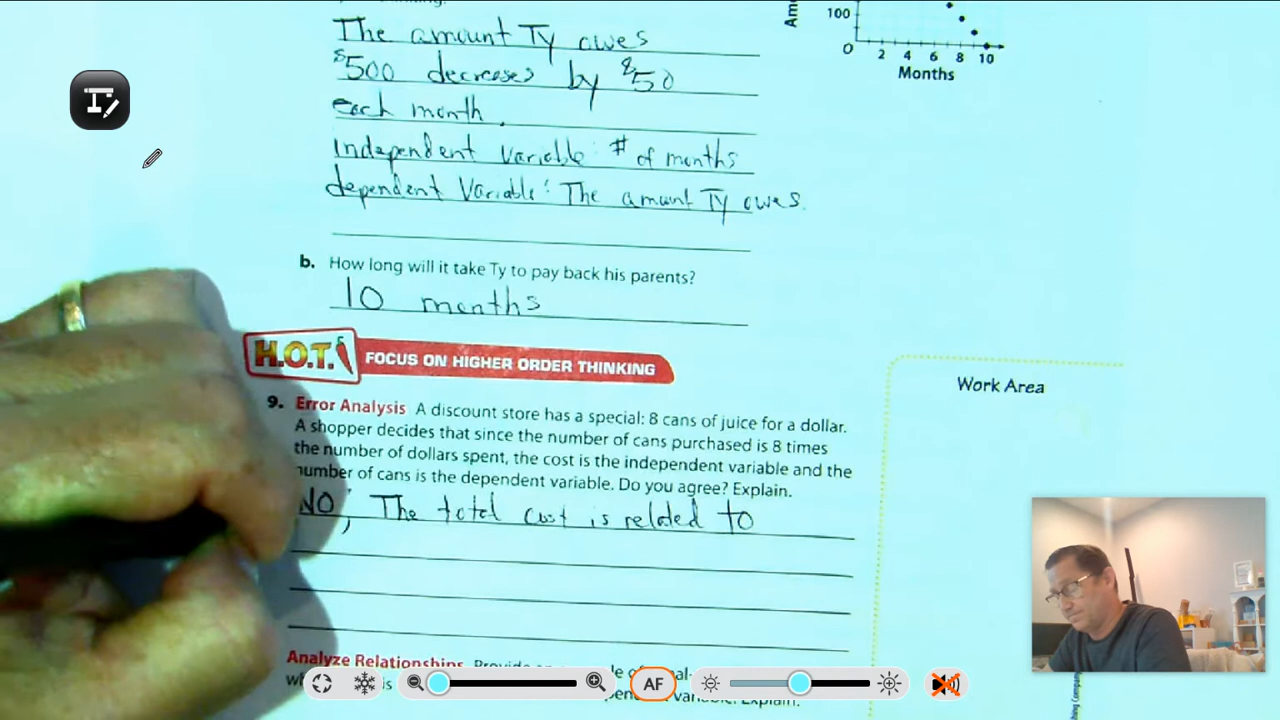 Amo
100
0
2 4 6 8 10
Months
The amount Ty owes
$500 decreases by $50
each month.
independent variable: # of months
dependent Variable: The amount Ty owes.
b. How long will it take Ty to pay back his parents?
10 months
H.O.T. FOCUS ON HIGHER ORDER THINKING
Work Area
9. Error Analysis A discount store has a special: 8 cans of juice for a dollar.
A shopper decides that since the number of cans purchased is 8 times
the number of dollars spent, the cost is the independent variable and the
number of cans is the dependent variable. Do you agree? Explain.
NO; The total cost is related to
Analyze Relationships
AF